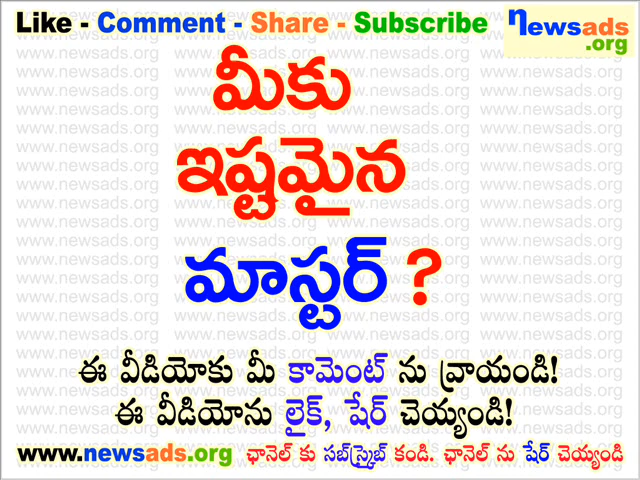 Like - Comment - Share - Subscribe
newsads
.org
మీకు
ఇష్టమైన
మాస్టర్ ?
ఈ వీడియోకు మీ కామెంట్ ను వ్రాయండి!
ఈ వీడియోను లైక్, షేర్ చెయ్యండి!
www.newsads.org ఛానెల్ కు సబ్‌స్క్రైబ్ కండి. ఛానెల్ ను షేర్ చెయ్యండి